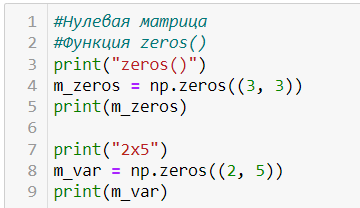 1 #Нулевая матрица
2 #Функция zeros()
3 print("zeros()")
4 m_zeros = np.zeros((3, 3))
5 print(m_zeros)
6
7 print("2x5")
8 m_var = np.zeros((2, 5))
9 print(m_var)